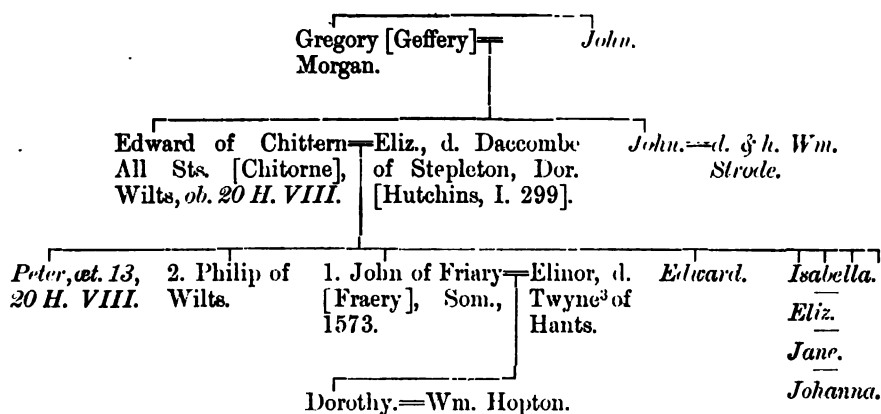 Gregory [Geffery]= John.
Morgan.
Edward of Chittern=Eliz., d. Daccombe John.=d. & h. Wm.
All Sts. [Chitorne], of Stepleton, Dor. Strode.
Wilts, ob. 20 H. VIII. [Hutchins, I. 299].
Peter, æt. 13, 2. Philip of 1. John of Friary=Elinor, d. Edward. Isabella.
20 H. VIII. Wilts. [Fraery], Som., Twyne³ of Eliz.
1573. Hants. Jane.
Johanna.
Dorothy.=Wm. Hopton.